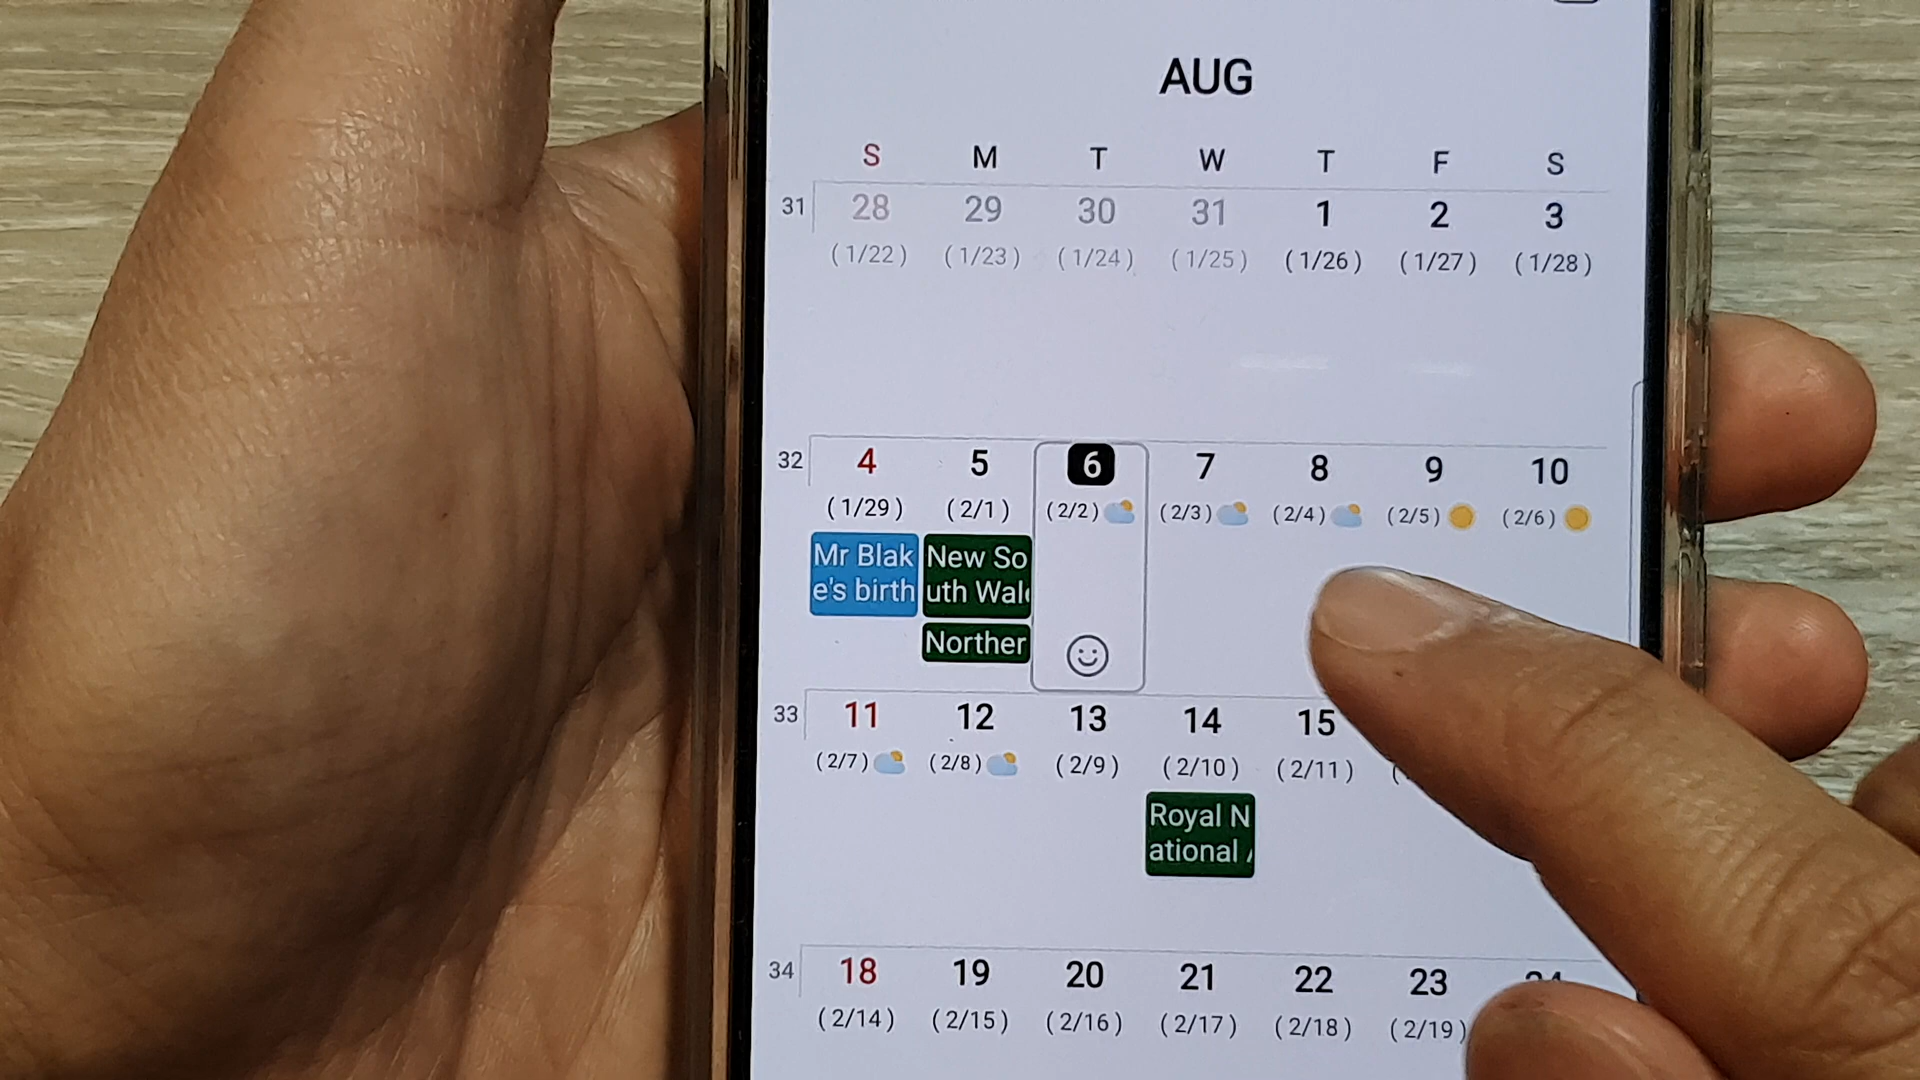 AUG
S M T W T F S
31 28 29 30 31 1 2 3
(1/22) (1/23) (1/24) (1/25) (1/26) (1/27) (1/28)
32 4 5 6 7 8 9 10
(1/29) (2/1) (2/2) (2/3) (2/4) (2/5) (2/6)
Mr Blak New So
e's birth uth Wal
Norther
33 11 12 13 14 15
(2/7) (2/8) (2/9) (2/10) (2/11)
Royal N
ational
34 18 19 20 21 22 23
(2/14) (2/15) (2/16) (2/17) (2/18) (2/19)